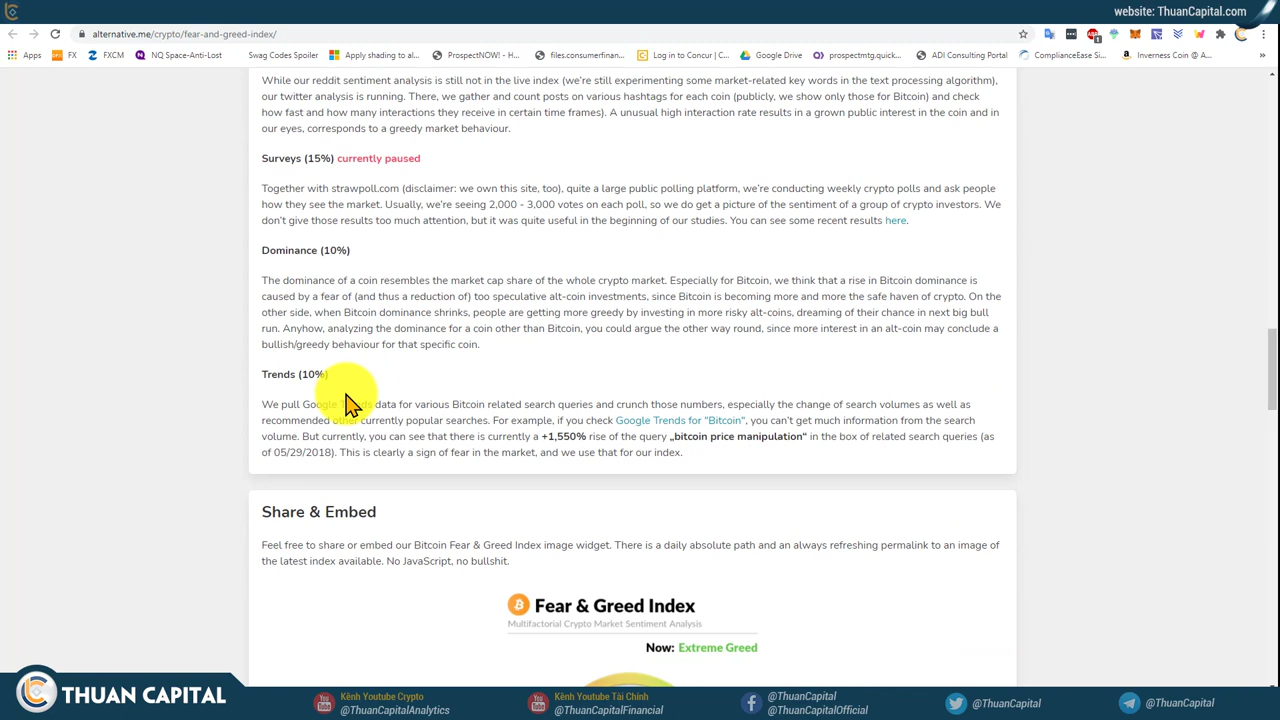 website: ThuanCapital.com
alternative.me/crypto/fear-and-greed-index/
Apps FX FXCM NQ Space-Anti-Lost Swag Codes Spoiler Apply shading to al... ProspectNOW! - H... files.consumerfinan... Log in to Concur | C... Google Drive prospectmtg.quick... ADI Consulting Portal ComplianceEase Si... Inverness Coin @ A...
While our reddit sentiment analysis is still not in the live index (we're still experimenting some market-related key words in the text processing algorithm),
our twitter analysis is running. There, we gather and count posts on various hashtags for each coin (publicly, we show only those for Bitcoin) and check
how fast and how many interactions they receive in certain time frames). A unusual high interaction rate results in a grown public interest in the coin and in
our eyes, corresponds to a greedy market behaviour.
Surveys (15%) currently paused
Together with strawpoll.com (disclaimer: we own this site, too), quite a large public polling platform, we're conducting weekly crypto polls and ask people
how they see the market. Usually, we're seeing 2,000 - 3,000 votes on each poll, so we do get a picture of the sentiment of a group of crypto investors. We
don't give those results too much attention, but it was quite useful in the beginning of our studies. You can see some recent results here.
Dominance (10%)
The dominance of a coin resembles the market cap share of the whole crypto market. Especially for Bitcoin, we think that a rise in Bitcoin dominance is
caused by a fear of (and thus a reduction of) too speculative alt-coin investments, since Bitcoin is becoming more and more the safe haven of crypto. On the
other side, when Bitcoin dominance shrinks, people are getting more greedy by investing in more risky alt-coins, dreaming of their chance in next big bull
run. Anyhow, analyzing the dominance for a coin other than Bitcoin, you could argue the other way round, since more interest in an alt-coin may conclude a
bullish/greedy behaviour for that specific coin.
Trends (10%)
We pull Google Trends data for various Bitcoin related search queries and crunch those numbers, especially the change of search volumes as well as
recommended other currently popular searches. For example, if you check Google Trends for "Bitcoin", you can't get much information from the search
volume. But currently, you can see that there is currently a +1,550% rise of the query „bitcoin price manipulation“ in the box of related search queries (as
of 05/29/2018). This is clearly a sign of fear in the market, and we use that for our index.
Share & Embed
Feel free to share or embed our Bitcoin Fear & Greed Index image widget. There is a daily absolute path and an always refreshing permalink to an image of
the latest index available. No JavaScript, no bullshit.
Fear & Greed Index
Multifactorial Crypto Market Sentiment Analysis
Now: Extreme Greed
THUAN CAPITAL
Kênh Youtube Crypto
@ThuanCapitalAnalytics
Kênh Youtube Tài Chính
@ThuanCapitalFinancial
@ThuanCapital
@ThuanCapitalOfficial
@ThuanCapital
@ThuanCapital